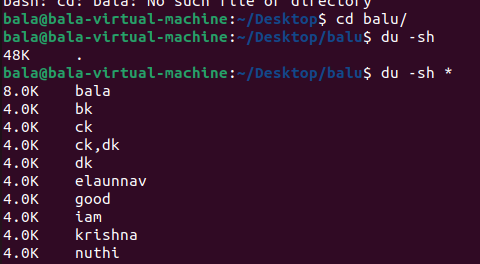 bash: cd: bala: No such file or directory
bala@bala-virtual-machine:~/Desktop$ cd balu/
bala@bala-virtual-machine:~/Desktop/balu$ du -sh
48K     .
bala@bala-virtual-machine:~/Desktop/balu$ du -sh *
8.0K    bala
4.0K    bk
4.0K    ck
4.0K    ck,dk
4.0K    dk
4.0K    elaunnav
4.0K    good
4.0K    iam
4.0K    krishna
4.0K    nuthi